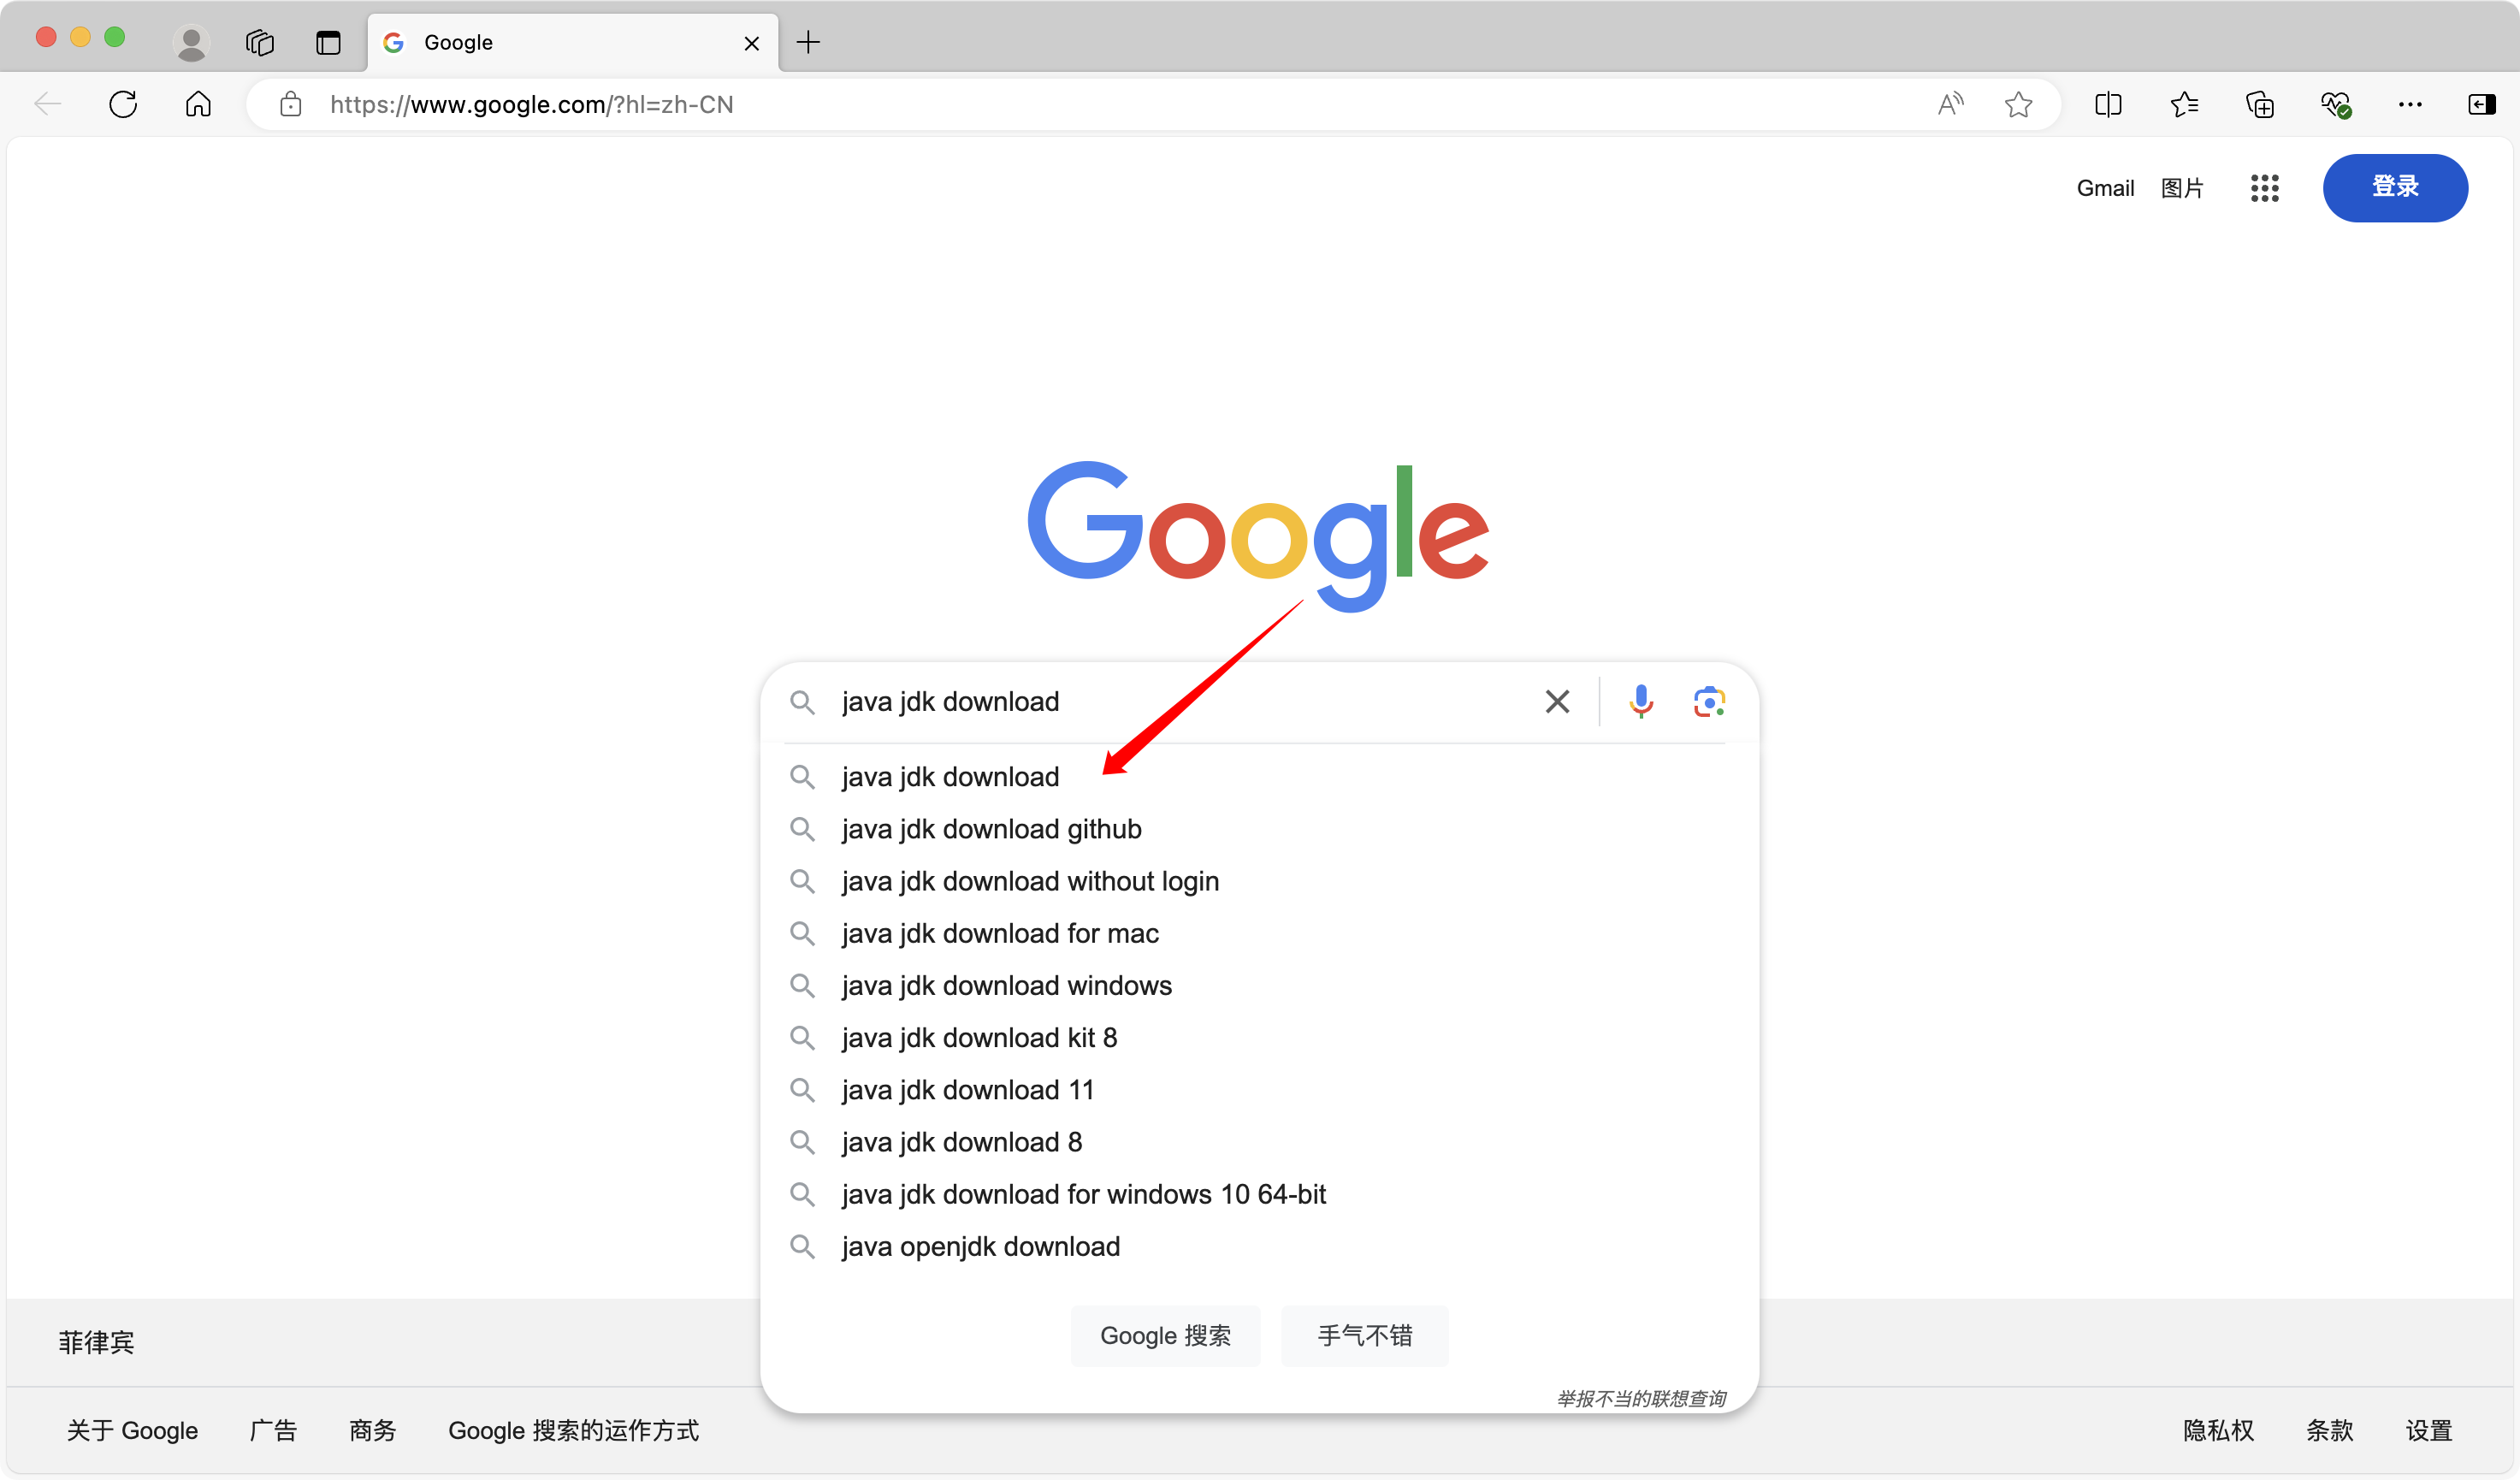 Google
https://www.google.com/?hl=zh-CN
Gmail 图片 登录
Google
java jdk download
java jdk download
java jdk download github
java jdk download without login
java jdk download for mac
java jdk download windows
java jdk download kit 8
java jdk download 11
java jdk download 8
java jdk download for windows 10 64-bit
java openjdk download
Google 搜索 手气不错
举报不当的联想查询
菲律宾
关于 Google 广告 商务 Google 搜索的运作方式 隐私权 条款 设置